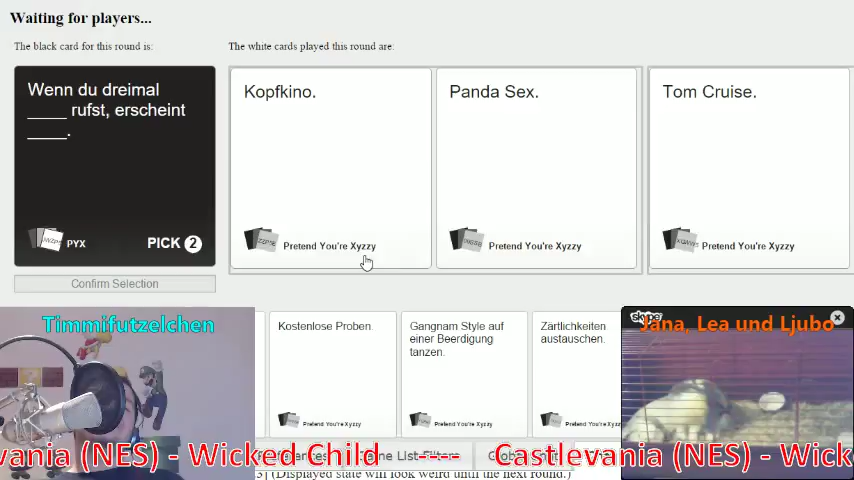 Waiting for players...
The black card for this round is:
The white cards played this round are:
Wenn du dreimal
____ rufst, erscheint
____.
PYX
PICK 2
Kopfkino.
Pretend You're Xyzzy
Panda Sex.
Pretend You're Xyzzy
Tom Cruise.
Pretend You're Xyzzy
Confirm Selection
Timmifutzelchen
Kostenlose Proben.
Pretend You're Xyzzy
Gangnam Style auf
einer Beerdigung
tanzen.
Pretend You're Xyzzy
Zärtlichkeiten
austauschen.
Pretend You're Xyzzy
skype
Jana, Lea und Ljubo
vania (NES) - Wicked Child ---- Castlevania (NES) - Wick
(Displayed state will look weird until the next round.)